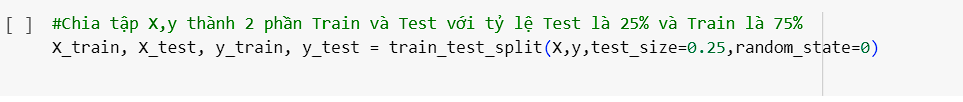 [ ] #Chia tập X,y thành 2 phần Train và Test với tỷ lệ Test là 25% và Train là 75%
X_train, X_test, y_train, y_test = train_test_split(X,y,test_size=0.25,random_state=0)